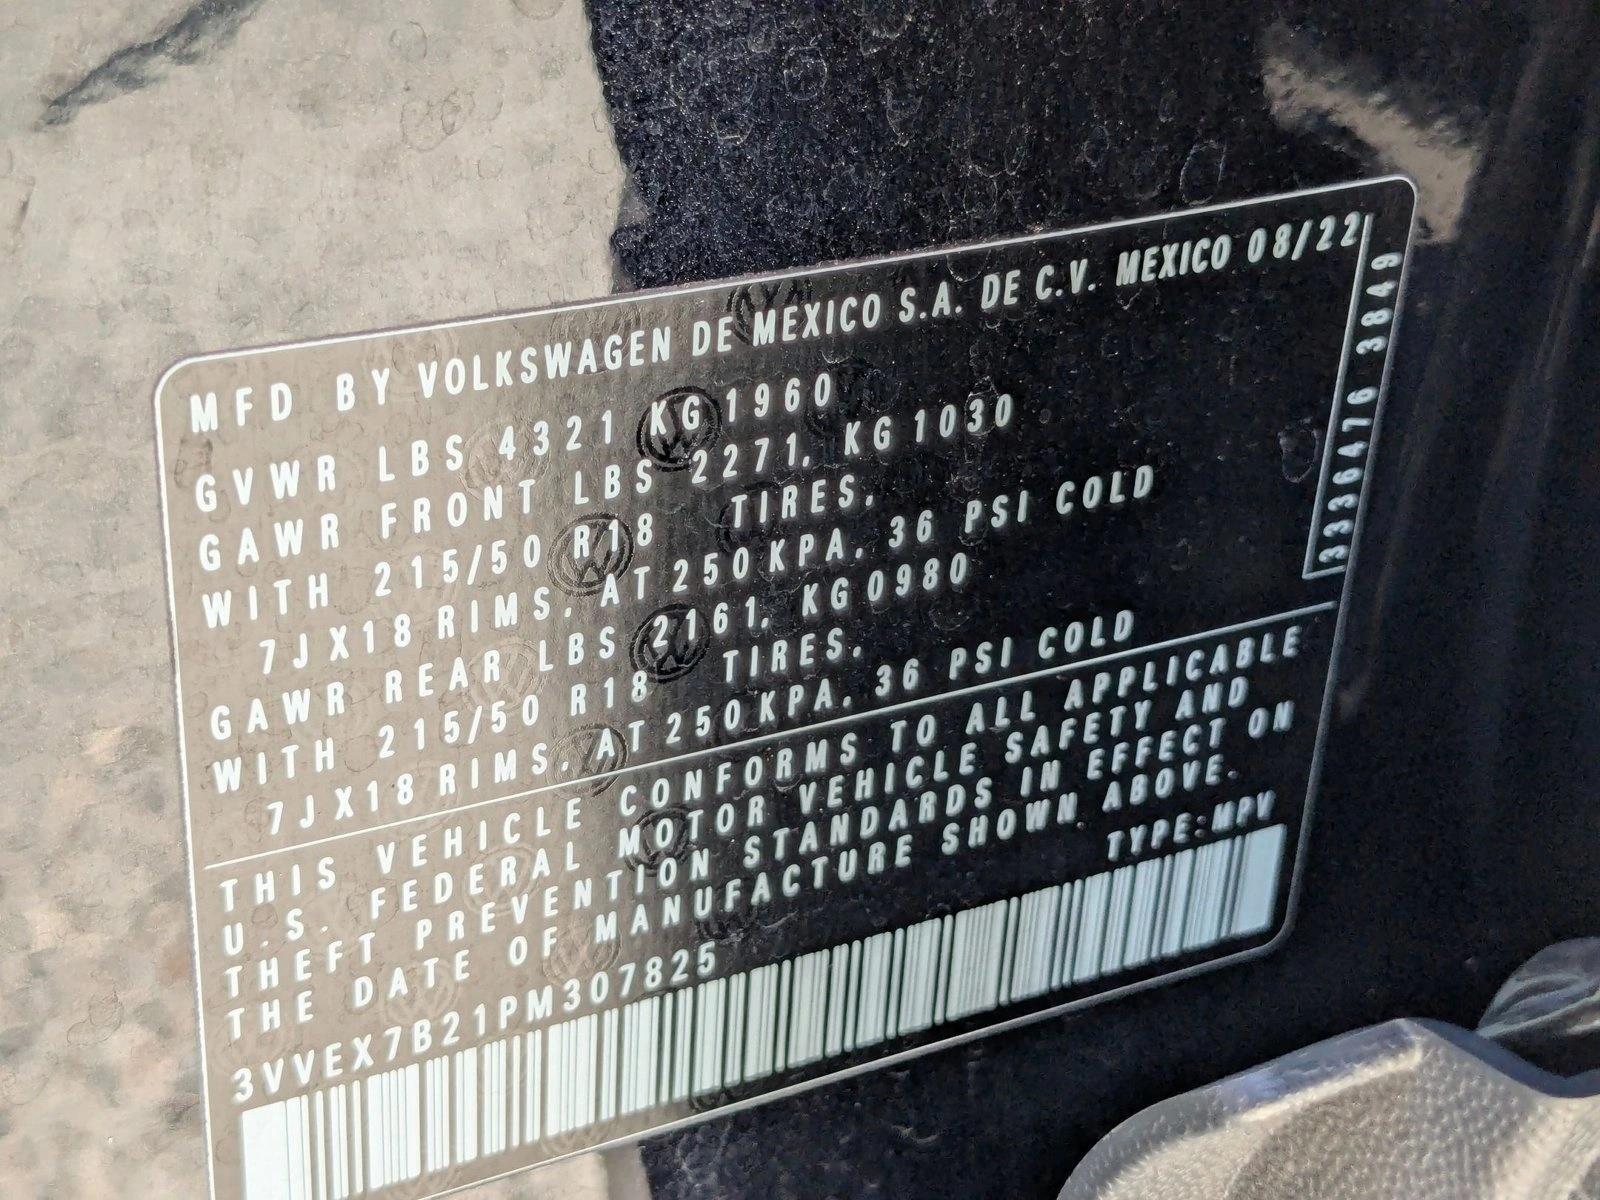 MFD BY VOLKSWAGEN DE MEXICO S.A. DE C.V. MEXICO 08/22
GVWR LBS 4321 KG 1960
GAWR FRONT LBS 2271. KG 1030
WITH 215/50 R18 TIRES.
7JX18 RIMS. AT 250 KPA. 36 PSI COLD
GAWR REAR LBS 2161. KG 0980
WITH 215/50 R18 TIRES.
7JX18 RIMS. AT 250 KPA. 36 PSI COLD
THIS VEHICLE CONFORMS TO ALL APPLICABLE
U.S. FEDERAL MOTOR VEHICLE SAFETY AND
THEFT PREVENTION STANDARDS IN EFFECT ON
THE DATE OF MANUFACTURE SHOWN ABOVE.
TYPE: MPV
3VVEX7B21PM307825
3336476 3849